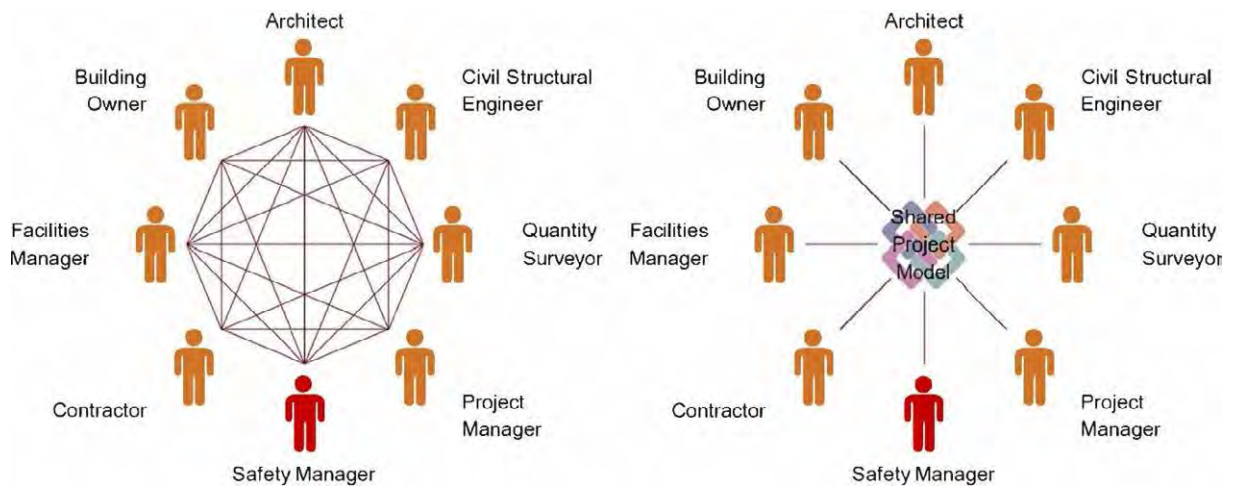 Architect
Building
Owner
Civil Structural
Engineer
Facilities
Manager
Quantity
Surveyor
Contractor
Project
Manager
Safety Manager
Architect
Building
Owner
Civil Structural
Engineer
Facilities
Manager
Shared
Project
Model
Quantity
Surveyor
Contractor
Project
Manager
Safety Manager